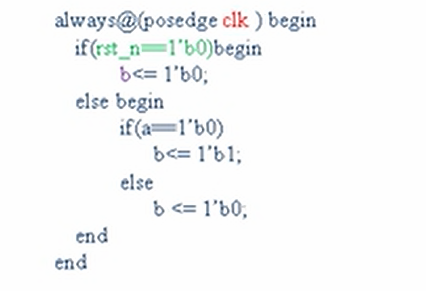 always@(posedge clk ) begin
if(rst_n==1'b0)begin
b<= 1'b0;
else begin
if(a==1'b0)
b<= 1'b1;
else
b <= 1'b0;
end
end